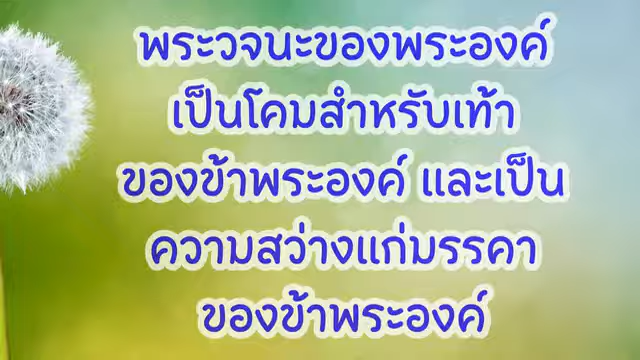 พระวจนะของพระองค์
เป็นโคมสำหรับเท้า
ของข้าพระองค์ และเป็น
ความสว่างแก่มรรคา
ของข้าพระองค์